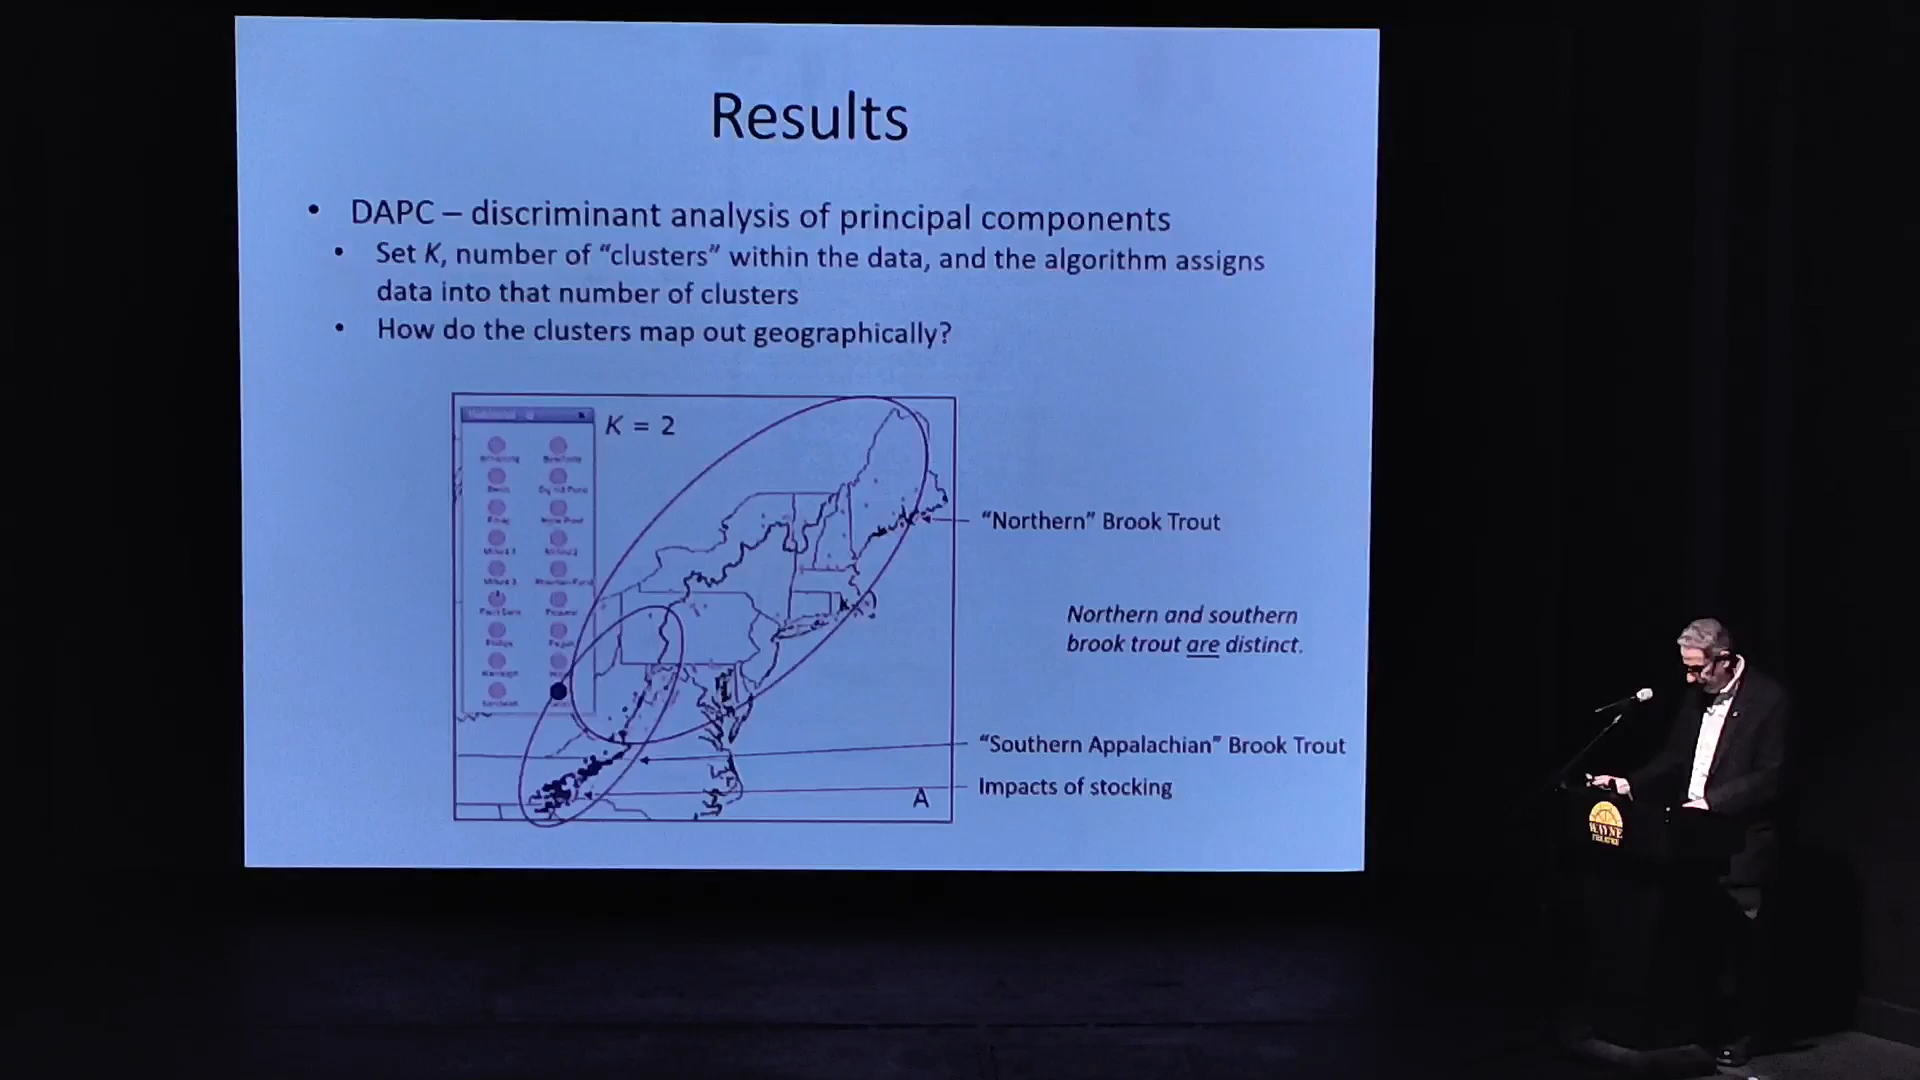 Results
• DAPC – discriminant analysis of principal components
• Set K, number of “clusters” within the data, and the algorithm assigns
data into that number of clusters
• How do the clusters map out geographically?
K = 2
“Northern” Brook Trout
Northern and southern
brook trout are distinct.
“Southern Appalachian” Brook Trout
Impacts of stocking
A
WAYNE
THEATRE